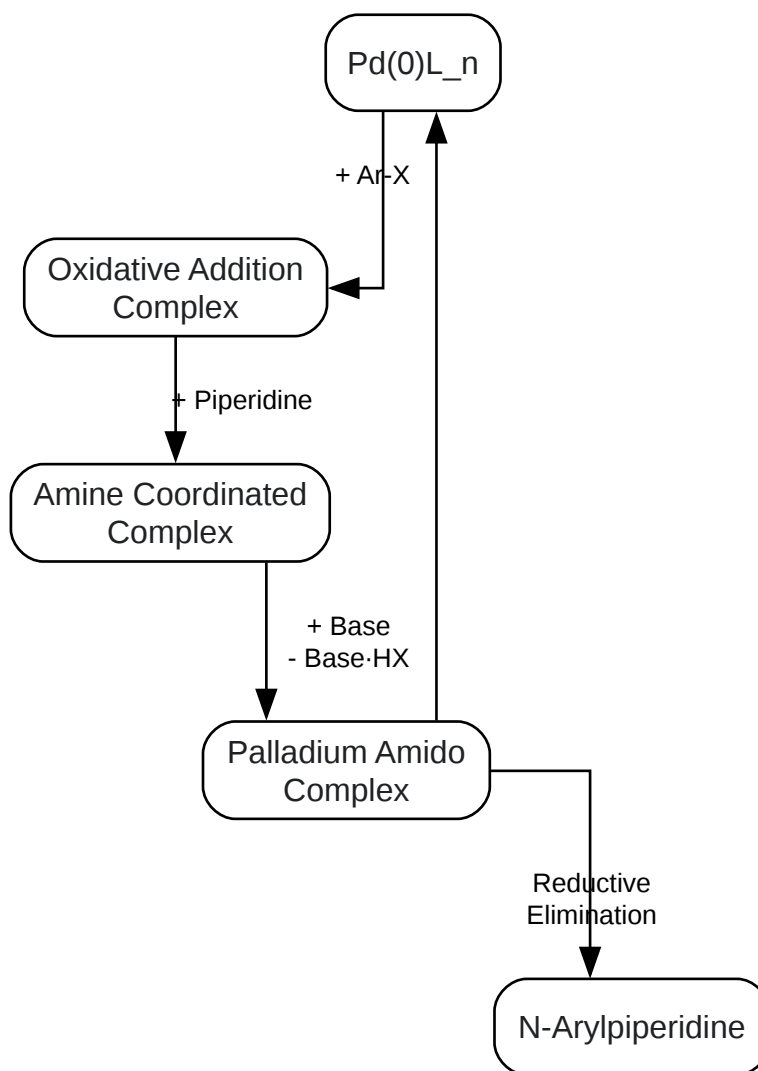 Pd(0)L_n
+ Ar-X
Oxidative Addition
Complex
+ Piperidine
Amine Coordinated
Complex
+ Base
- Base·HX
Palladium Amido
Complex
Reductive
Elimination
N-Arylpiperidine